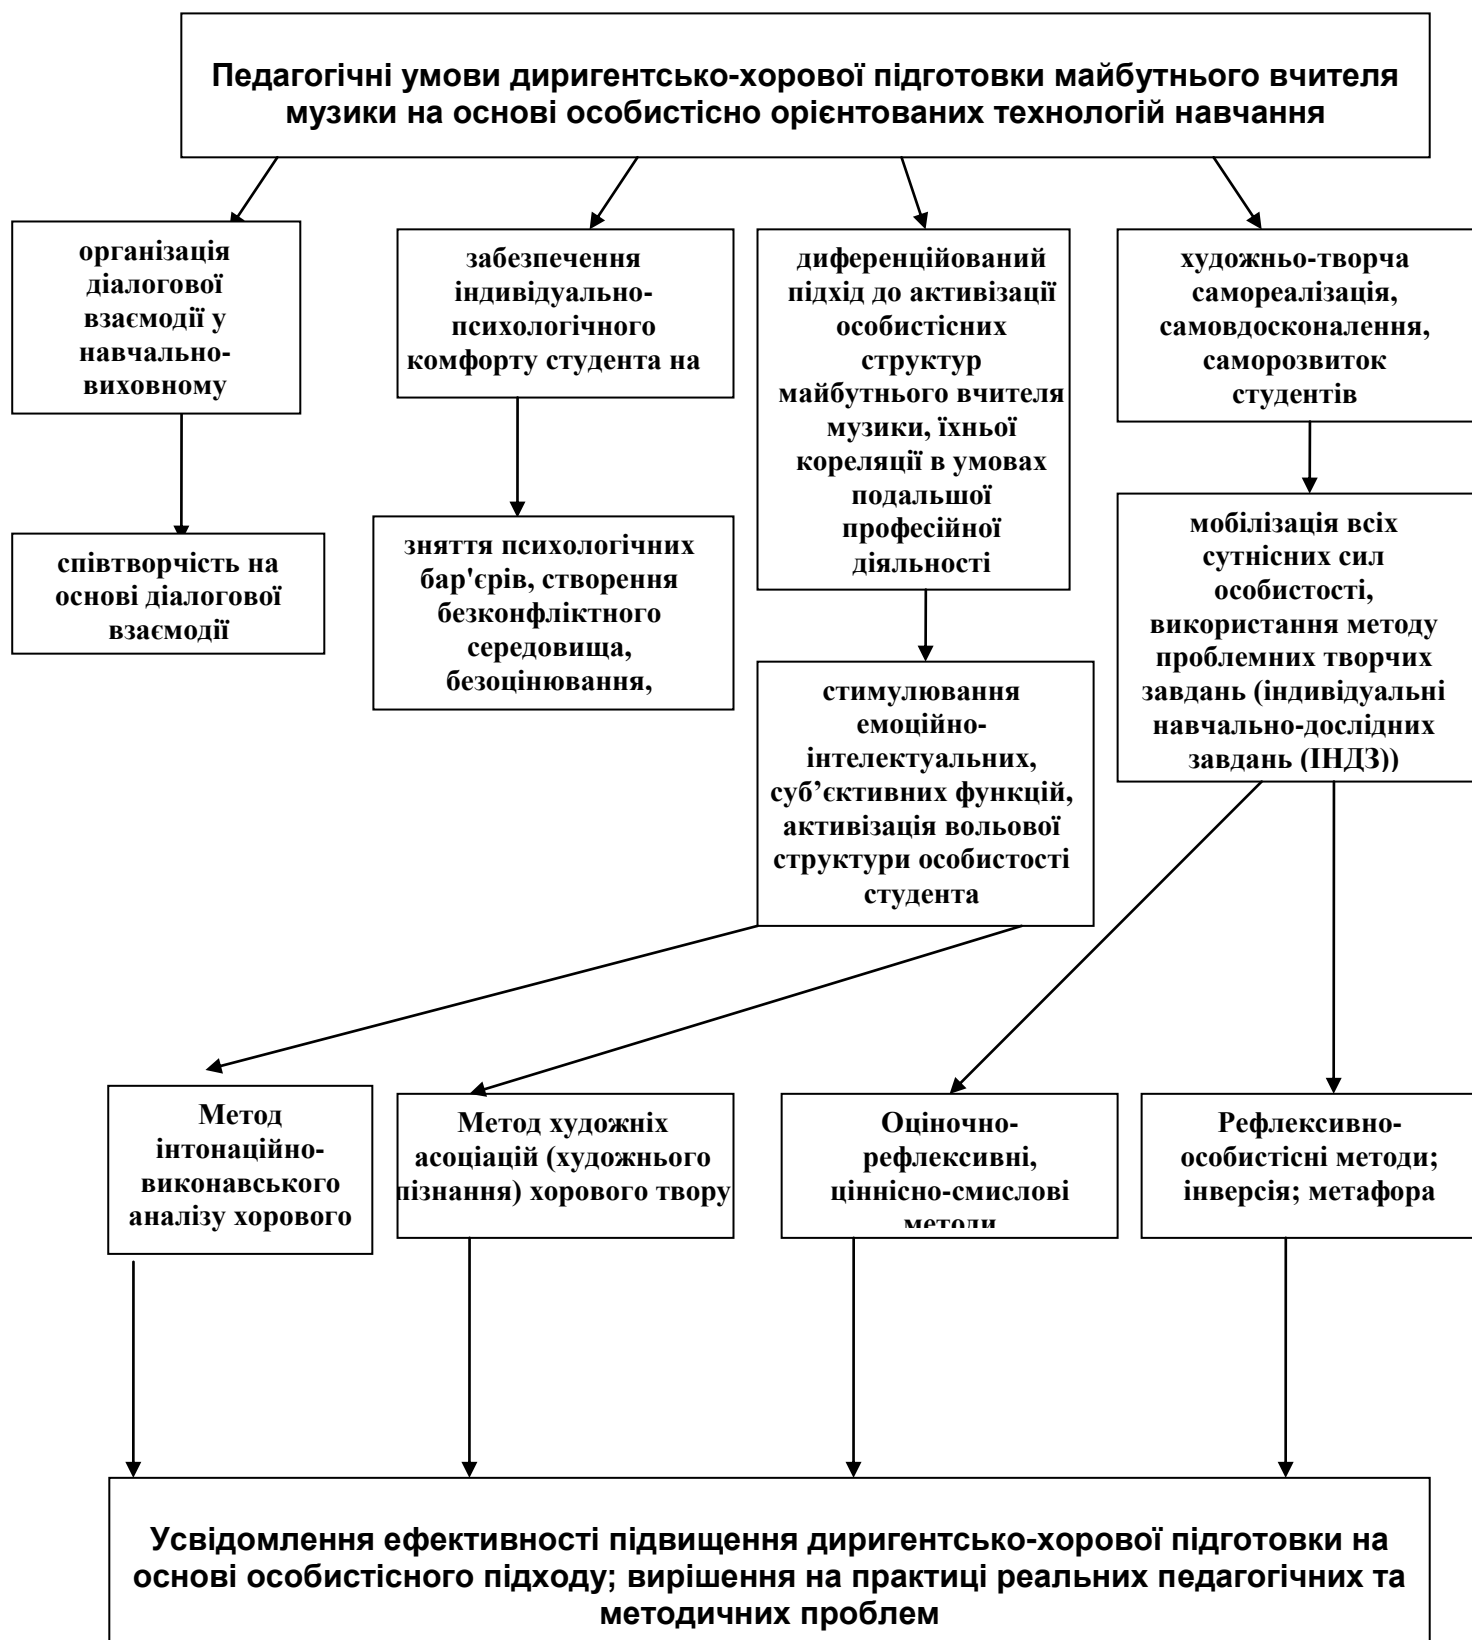 Педагогічні умови диригентсько-хорової підготовки майбутнього вчителя
музики на основі особистісно орієнтованих технологій навчання
організація
діалогової
взаємодії у
навчально-
виховному
забезпечення
індивідуально-
психологічного
комфорту студента на
диференційований
підхід до активізації
особистісних
структур
майбутнього вчителя
музики, їхньої
кореляції в умовах
подальшої
професійної
діяльності
художньо-творча
самореалізація,
самовдосконалення,
саморозвиток
студентів
співтворчість на
основі діалогової
взаємодії
зняття психологічних
бар'єрів, створення
безконфліктного
середовища,
безоцінювання,
стимулювання
емоційно-
інтелектуальних,
суб’єктивних функцій,
активізація вольової
структури особистості
студента
мобілізація всіх
сутнісних сил
особистості,
використання методу
проблемних творчих
завдань (індивідуальні
навчально-дослідних
завдань (ІНДЗ))
Метод
інтонаційно-
виконавського
аналізу хорового
Метод художніх
асоціацій (художнього
пізнання) хорового твору
Оціночно-
рефлексивні,
ціннісно-смислові
методи
Рефлексивно-
особистісні методи;
інверсія; метафора
Усвідомлення ефективності підвищення диригентсько-хорової підготовки на
основі особистісного підходу; вирішення на практиці реальних педагогічних та
методичних проблем